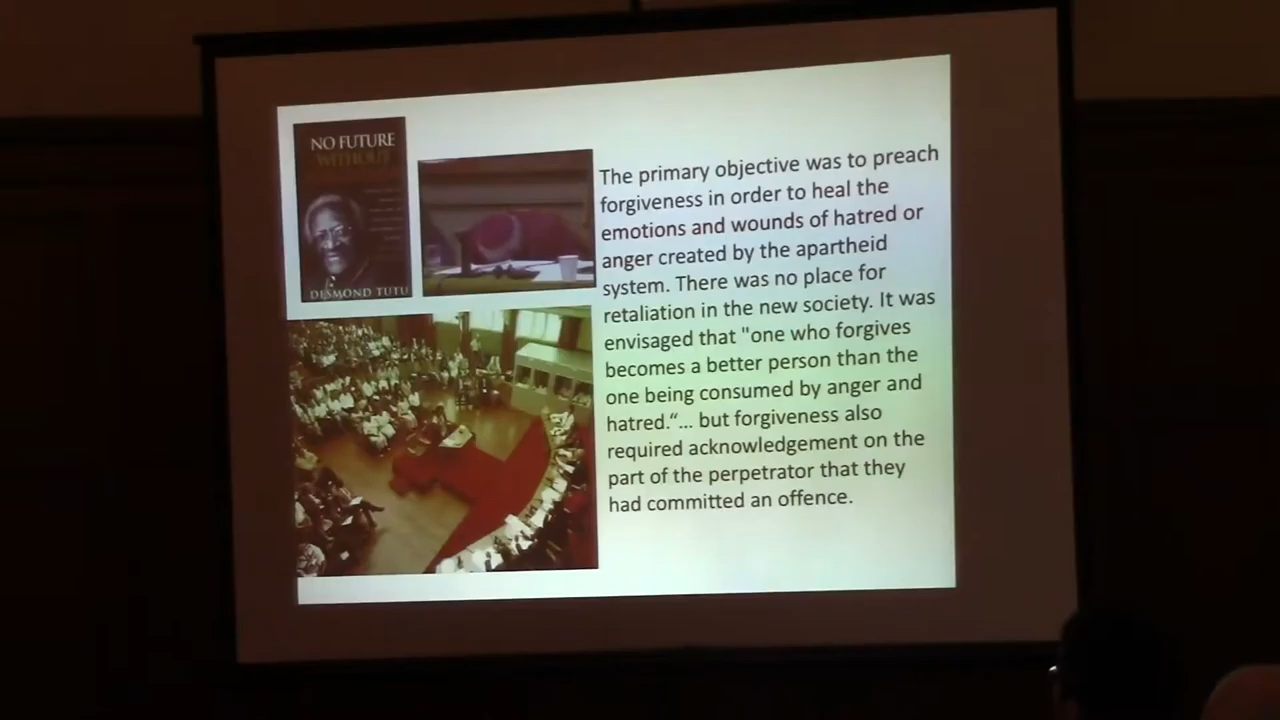 NO FUTURE
WITHOUT
DESMOND TUTU
The primary objective was to preach
forgiveness in order to heal the
emotions and wounds of hatred or
anger created by the apartheid
system. There was no place for
retaliation in the new society. It was
envisaged that "one who forgives
becomes a better person than the
one being consumed by anger and
hatred.“... but forgiveness also
required acknowledgement on the
part of the perpetrator that they
had committed an offence.